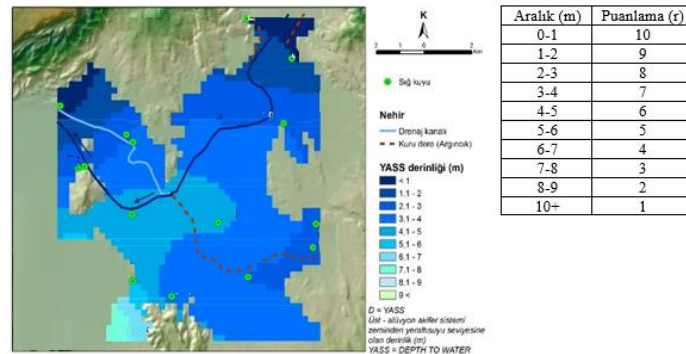 K
2 0 2
Km
Sığ kuyu
Nehir
Drenaj kanalı
Kuru dere (Argıncık)
YASS derinliği (m)
< 1
1,1 - 2
2,1 - 3
3,1 - 4
4,1 - 5
5,1 - 6
6,1 - 7
7,1 - 8
8,1 - 9
9 <
D = YASS
Üst - alüvyon akifer sistemi
zeminden yeraltısuyu seviyesine
olan derinlik (m)
YASS = DEPTH TO WATER
Aralık (m) Puanlama (r)
0-1 10
1-2 9
2-3 8
3-4 7
4-5 6
5-6 5
6-7 4
7-8 3
8-9 2
10+ 1